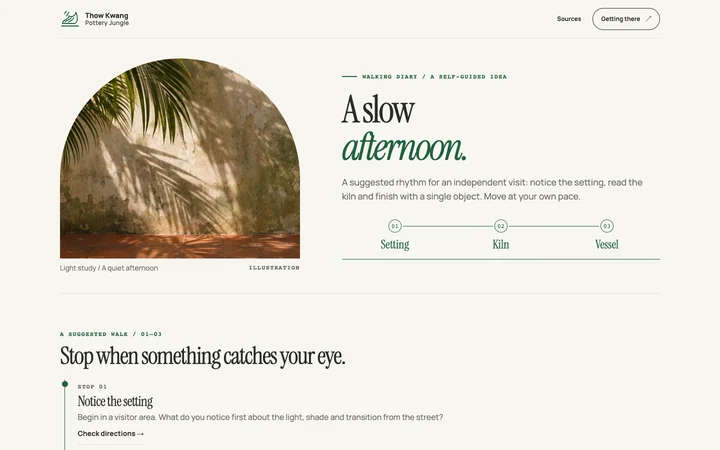 Thow Kwang
Pottery Jungle
Sources
Getting there ↗
WALKING DIARY / A SELF-GUIDED IDEA
A slow
afternoon.
A suggested rhythm for an independent visit: notice the setting, read the
kiln and finish with a single object. Move at your own pace.
01
02
03
Setting
Kiln
Vessel
Light study / A quiet afternoon
ILLUSTRATION
A SUGGESTED WALK / 01—03
Stop when something catches your eye.
STOP 01
Notice the setting
Begin in a visitor area. What do you notice first about the light, shade and transition from the street?
Check directions →